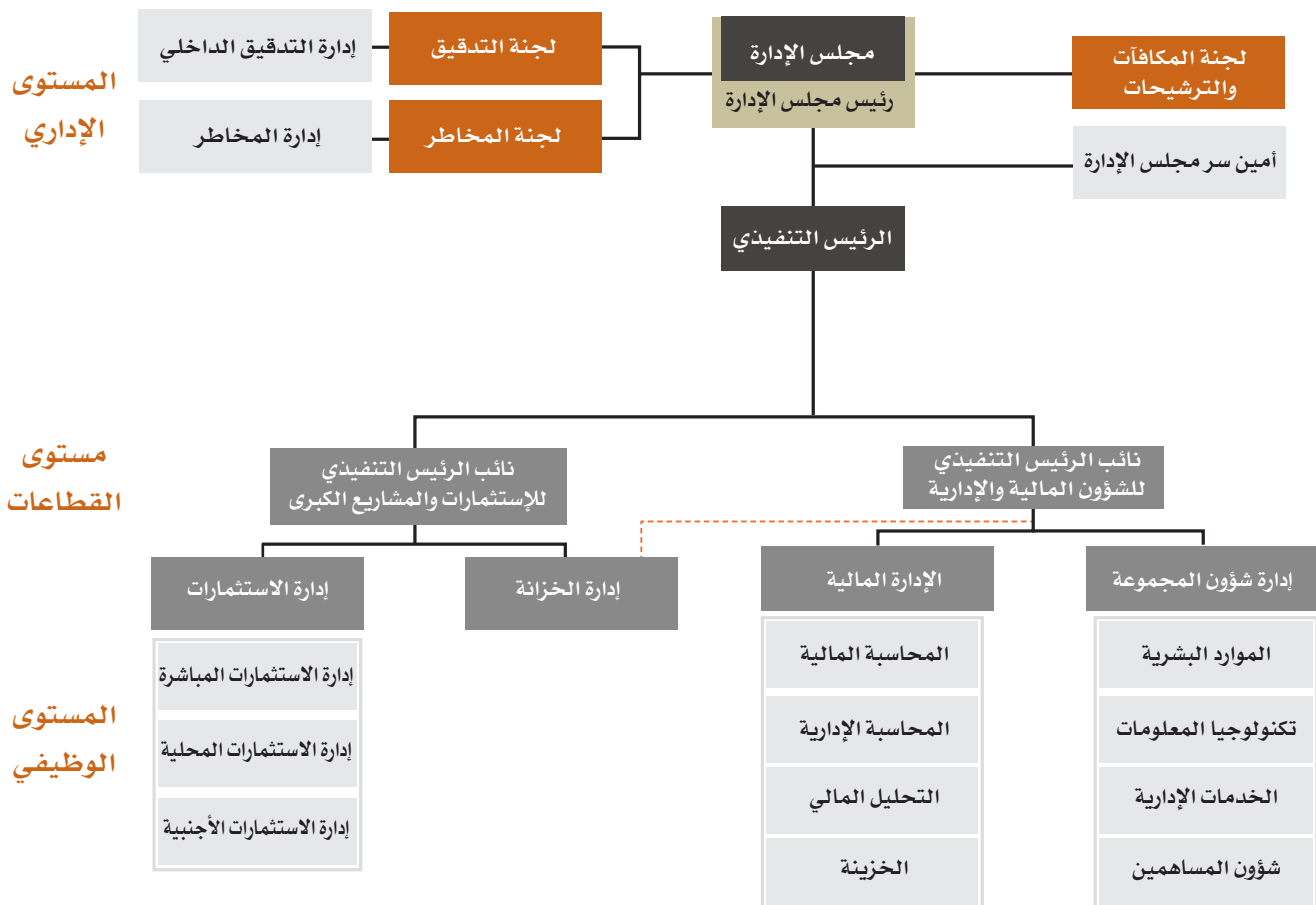 المستوى
الإداري
لجنة المكافآت
والترشيحات
أمين سر مجلس الإدارة
مجلس الإدارة
رئيس مجلس الإدارة
لجنة التدقيق
إدارة التدقيق الداخلي
لجنة المخاطر
إدارة المخاطر
الرئيس التنفيذي
مستوى
القطاعات
نائب الرئيس التنفيذي
للشؤون المالية والإدارية
نائب الرئيس التنفيذي
للإستثمارات والمشاريع الكبرى
إدارة شؤون المجموعة
الإدارة المالية
إدارة الخزانة
إدارة الاستثمارات
المستوى
الوظيفي
الموارد البشرية
تكنولوجيا المعلومات
الخدمات الإدارية
شؤون المساهمين
المحاسبة المالية
المحاسبة الإدارية
التحليل المالي
الخزينة
إدارة الاستثمارات المباشرة
إدارة الاستثمارات المحلية
إدارة الاستثمارات الأجنبية